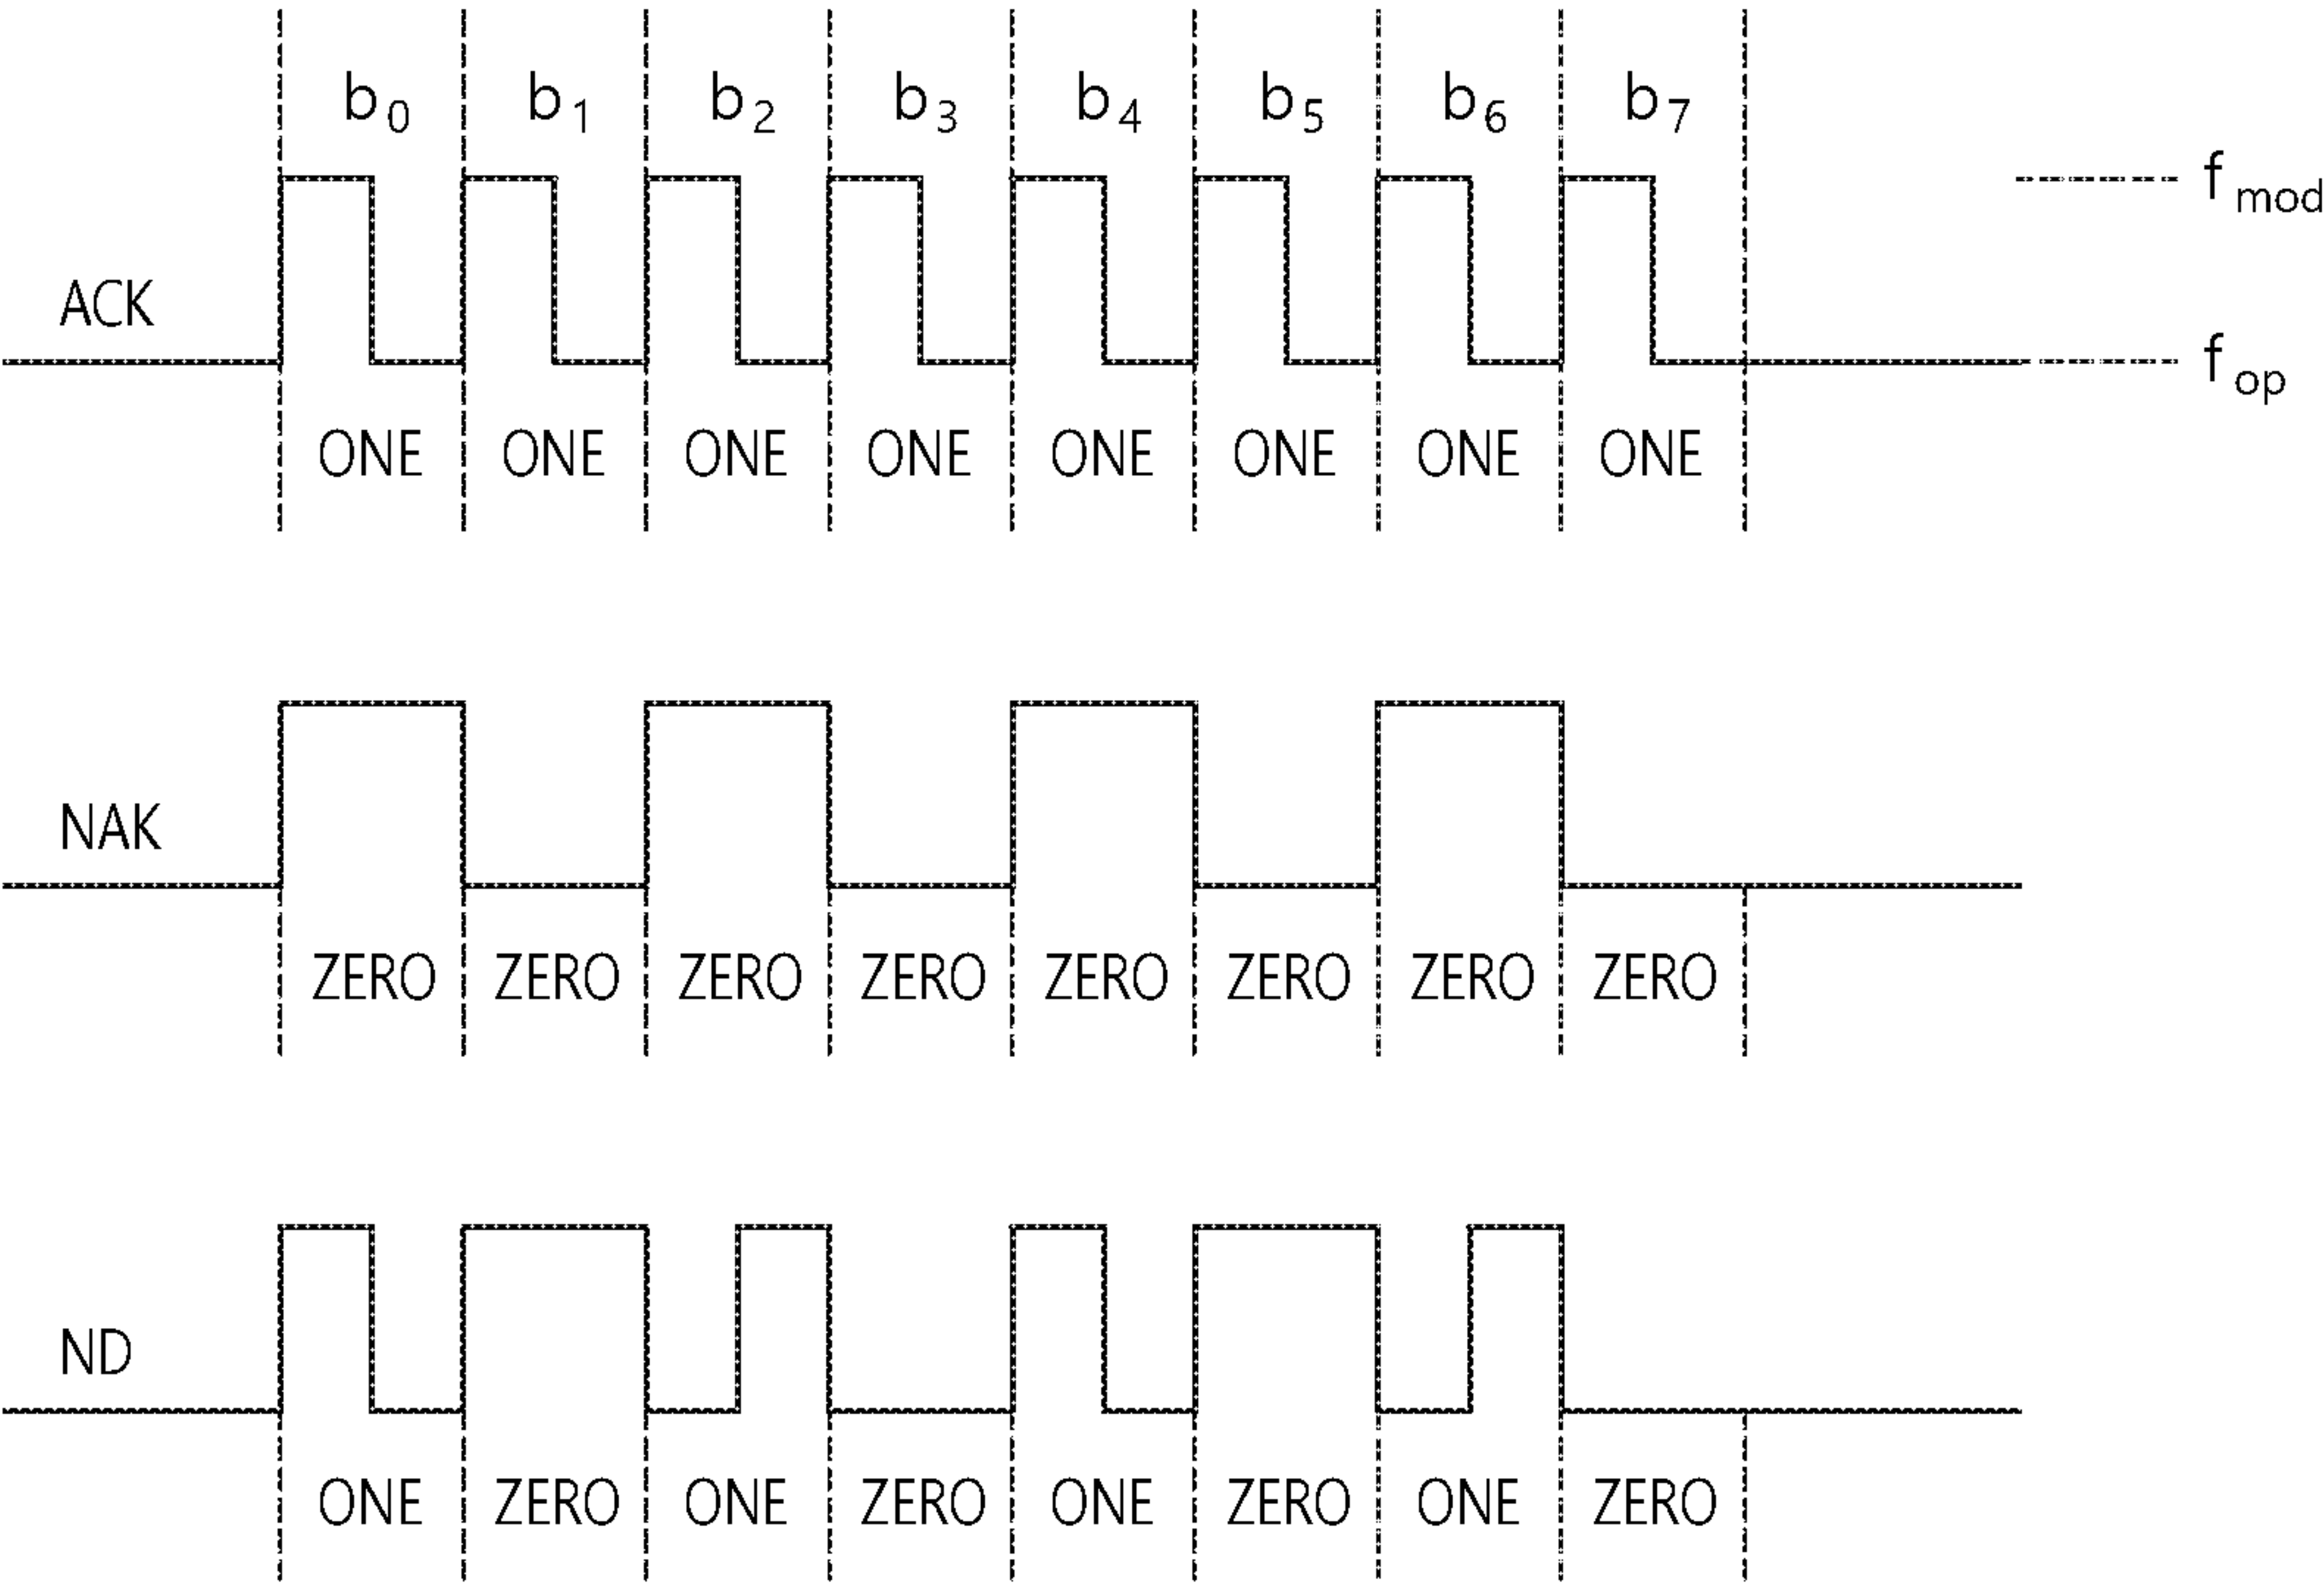 b0 b1 b2 b3 b4 b5 b6 b7
fmod
ACK
fop
ONE ONE ONE ONE ONE ONE ONE ONE
NAK
ZERO ZERO ZERO ZERO ZERO ZERO ZERO ZERO
ND
ONE ZERO ONE ZERO ONE ZERO ONE ZERO